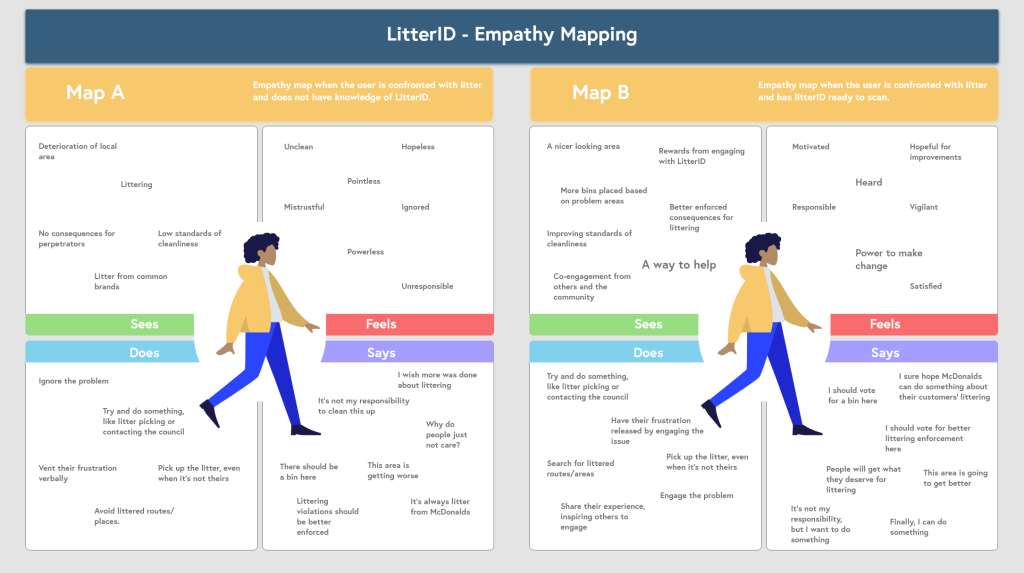 LitterID - Empathy Mapping
Map A
Empathy map when the user is confronted with litter
and does not have knowledge of LitterID.
Deterioration of local
area
Littering
No consequences for
perpetrators
Low standards of
cleanliness
Litter from common
brands
Sees
Unclean
Hopeless
Pointless
Mistrustful
Ignored
Powerless
Unresponsible
Feels
Does
Ignore the problem
Try and do something,
like litter picking or
contacting the council
Vent their frustration
verbally
Pick up the litter, even
when it's not theirs
Avoid littered routes/
places.
Says
I wish more was done
about littering
It's not my responsibility
to clean this up
Why do
people just
not care?
There should be
a bin here
This area is
getting worse
Littering
violations should
be better
enforced
It's always litter
from McDonalds
Map B
Empathy map when the user is confronted with litter
and has litterID ready to scan.
A nicer looking area
Rewards from engaging
with LitterID
More bins placed based
on problem areas
Better enforced
consequences for
littering
Improving standards of
cleanliness
A way to help
Co-engagement from
others and the
community
Sees
Motivated
Hopeful for
improvements
Heard
Responsible
Vigilant
Power to make
change
Satisfied
Feels
Does
Try and do something,
like litter picking or
contacting the council
Have their frustration
released by engaging the
issue
Search for littered
routes/areas
Pick up the litter, even
when it's not theirs
Engage the problem
Share their experience,
inspiring others to
engage
Says
I should vote
for a bin here
I sure hope McDonalds
can do something about
their customers' littering
I should vote for better
littering enforcement
here
People will get what
they deserve for
littering
This area is going
to get better
It's not my
responsibility,
but I want to do
something
Finally, I can do
something